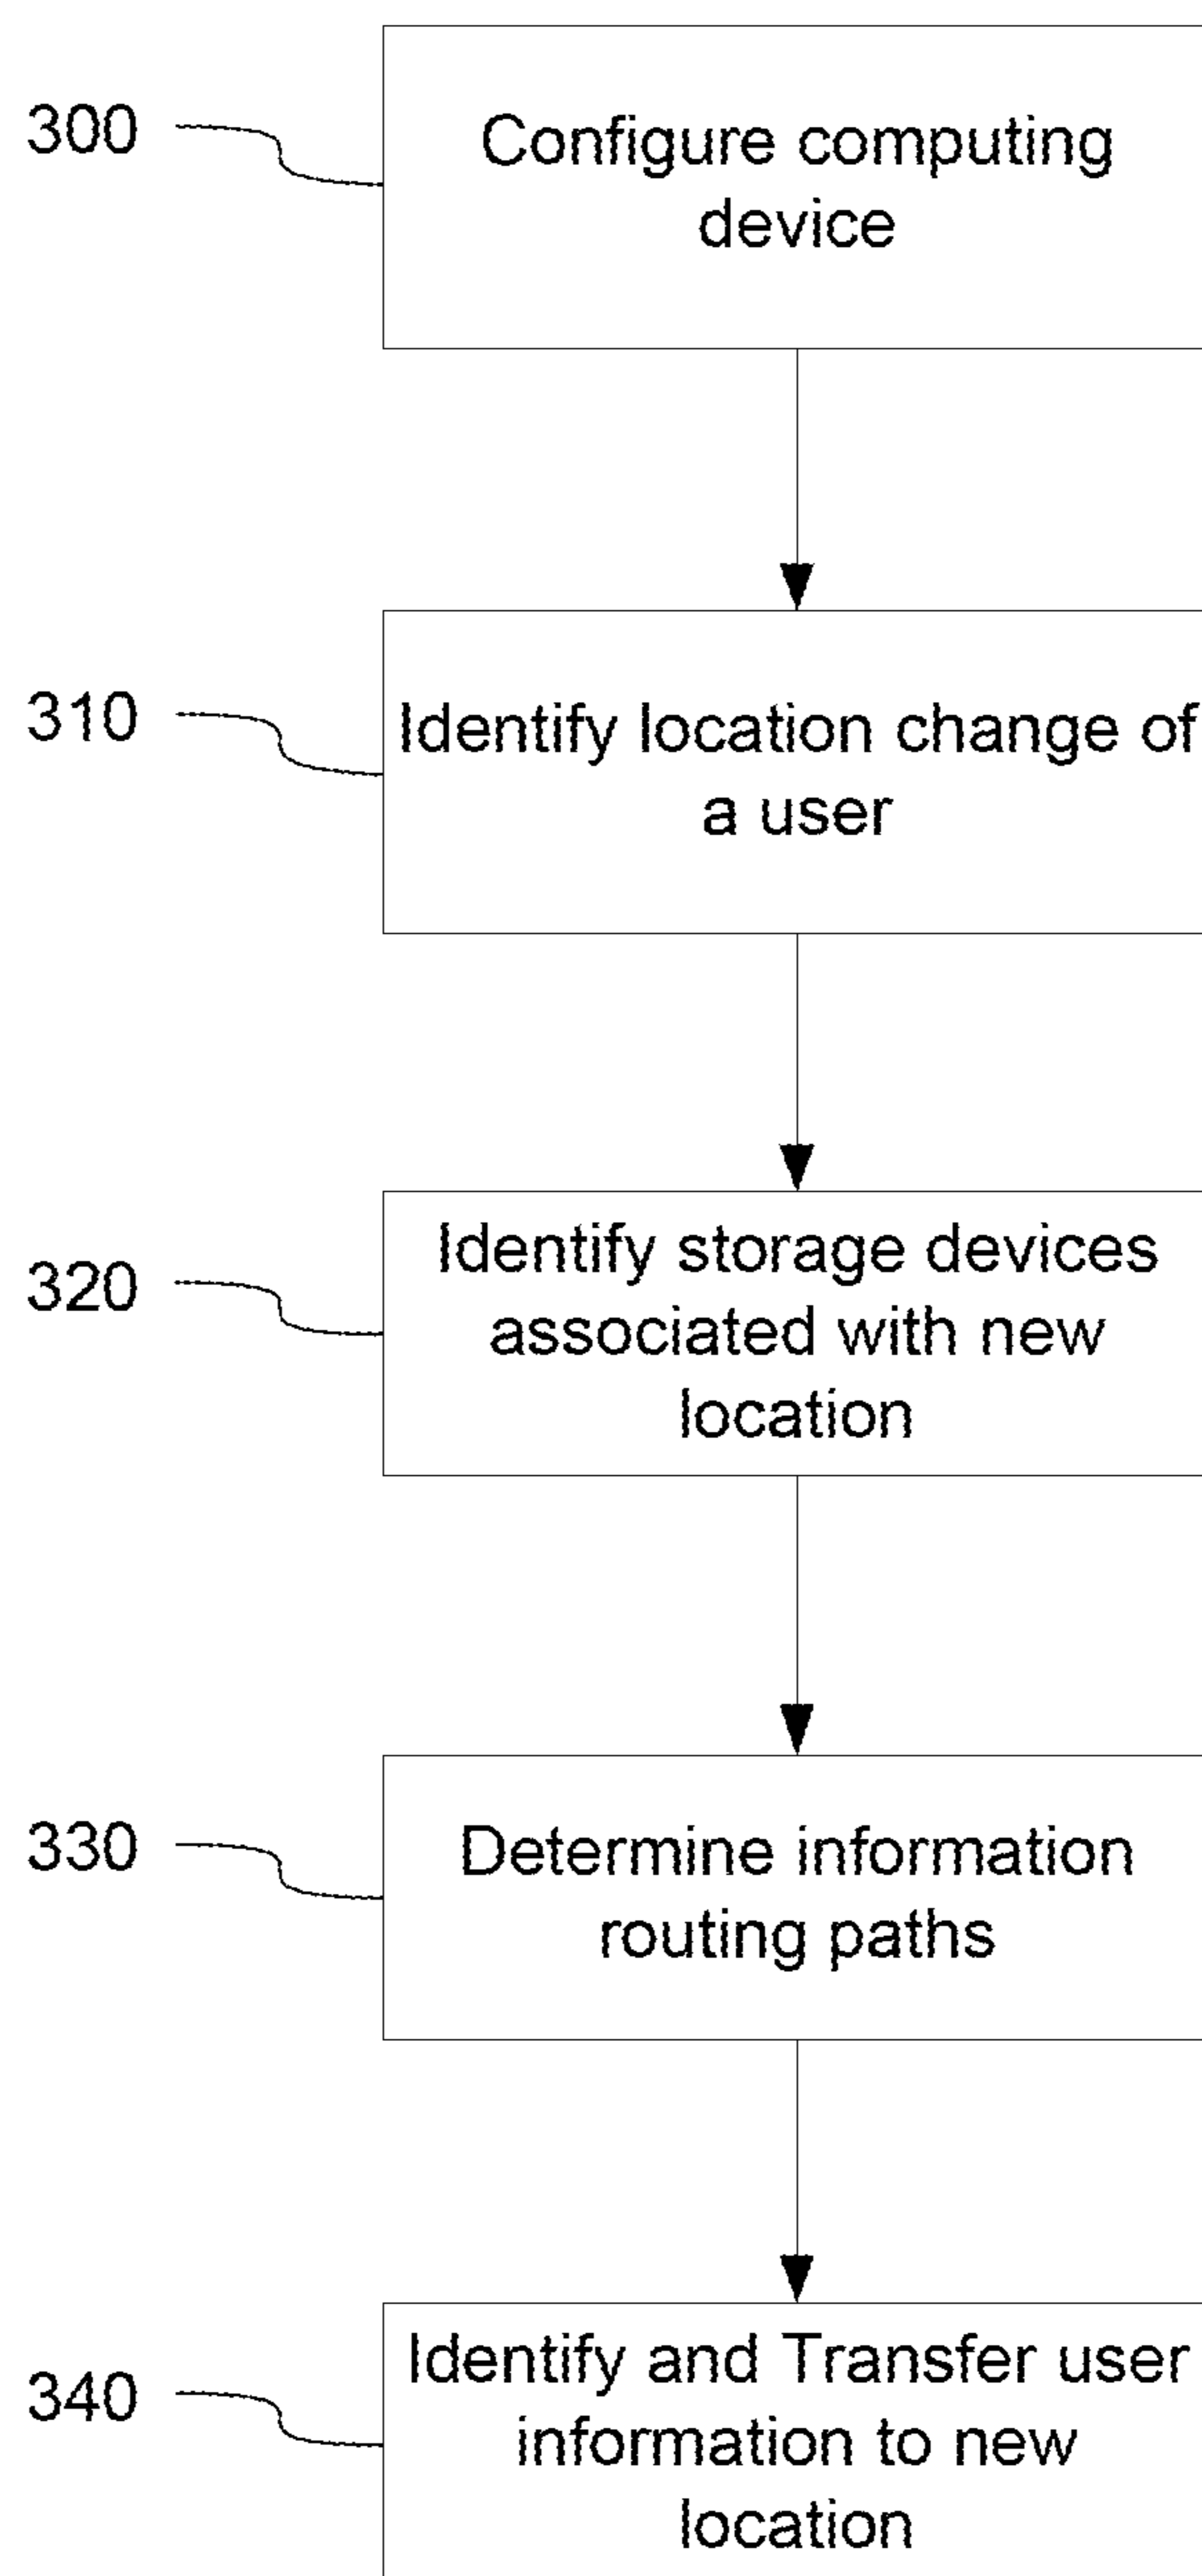 300
Configure computing
device
310
Identify location change of
a user
320
Identify storage devices
associated with new
location
330
Determine information
routing paths
340
Identify and Transfer user
information to new
location